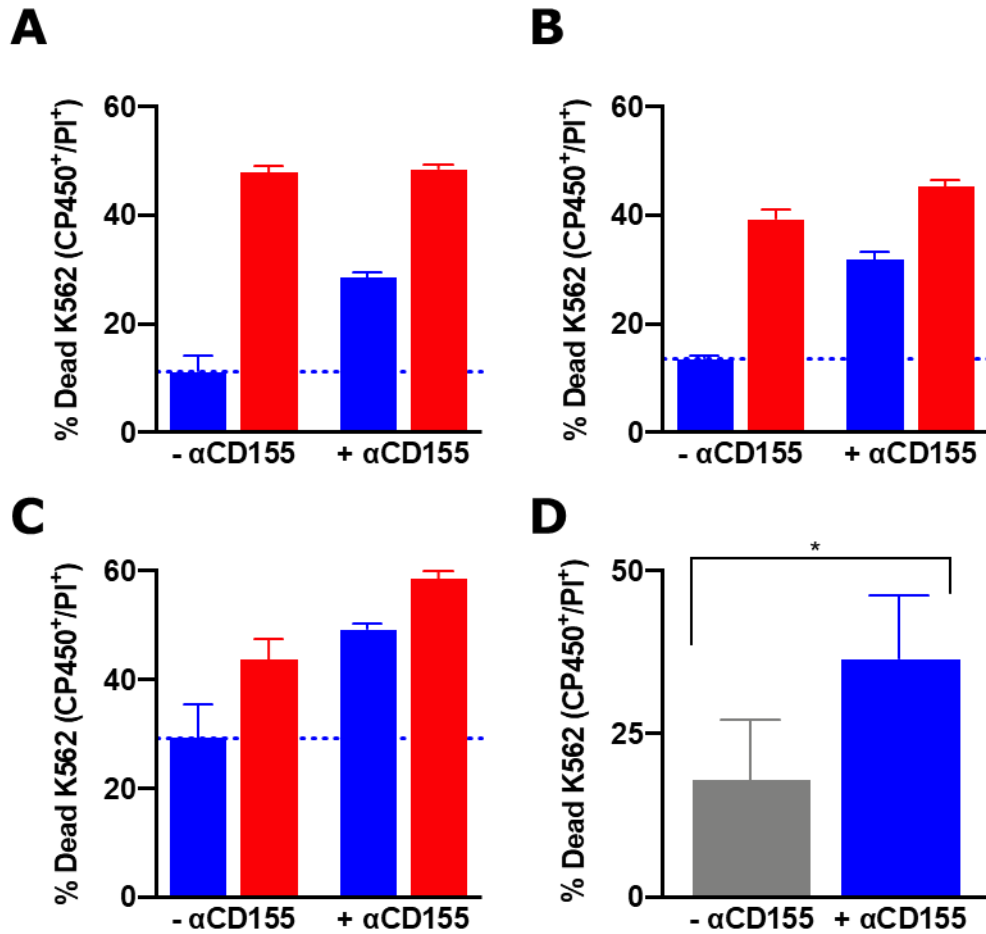 A
% Dead K562 (CP450⁺/PI⁺)
60
40
20
0
- αCD155
+ αCD155
B
% Dead K562 (CP450⁺/PI⁺)
60
40
20
0
- αCD155
+ αCD155
C
% Dead K562 (CP450⁺/PI⁺)
60
40
20
0
- αCD155
+ αCD155
D
% Dead K562 (CP450⁺/PI⁺)
50
25
0
*
- αCD155
+ αCD155